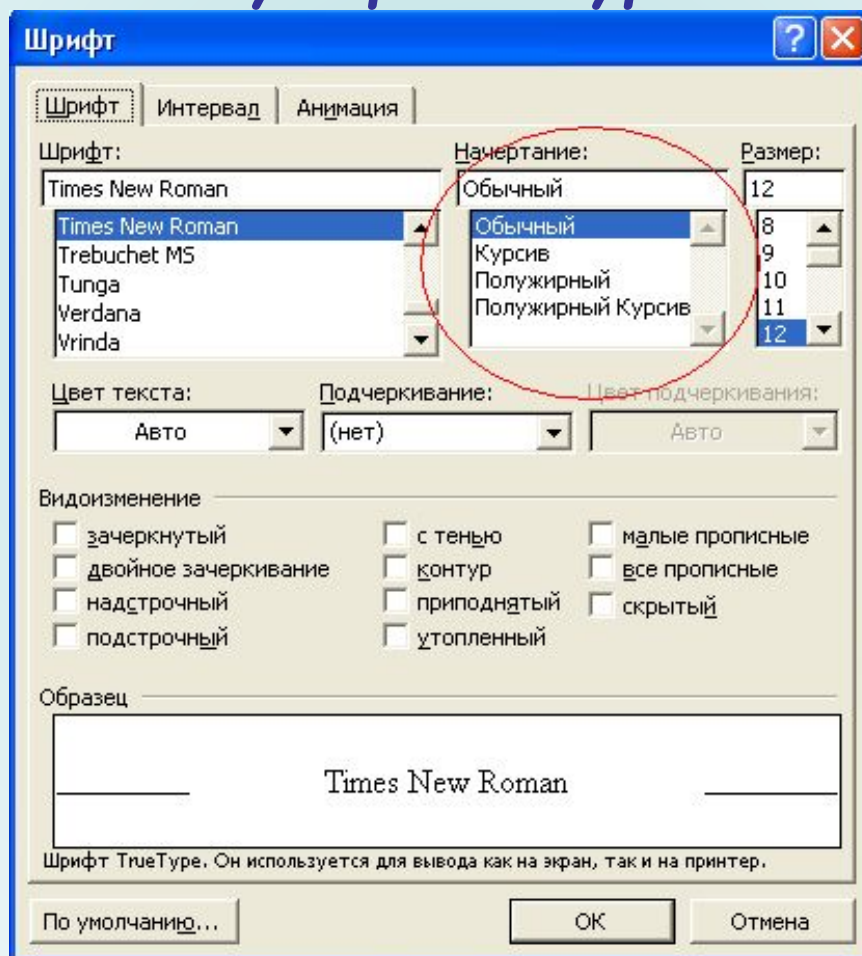 Шрифт
Шрифт Интервал Анимация
Шрифт: Начертание: Размер:
Times New Roman Обычный 12
Times New Roman Обычный 8
Trebuchet MS Курсив 9
Tunga Полужирный 10
Verdana Полужирный Курсив 11
Vrinda 12
Цвет текста: Подчеркивание: Цвет подчеркивания:
Авто (нет) Авто
Видоизменение
зачеркнутый с тенью малые прописные
двойное зачеркивание контур все прописные
надстрочный приподнятый скрытый
подстрочный утопленный
Образец
Times New Roman
Шрифт TrueType. Он используется для вывода как на экран, так и на принтер.
По умолчанию... ОК Отмена